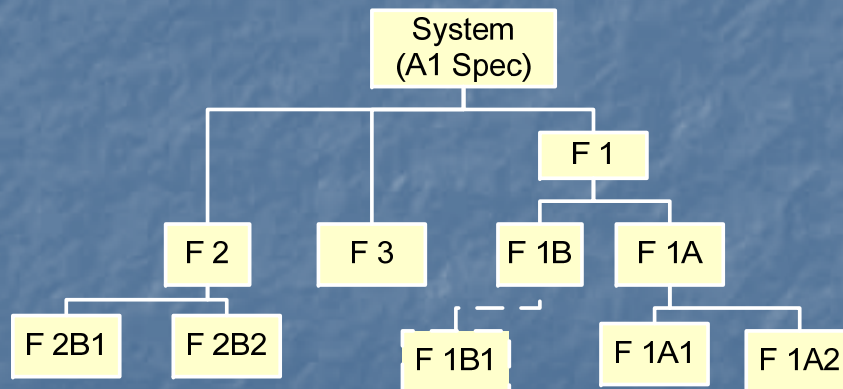 System
(A1 Spec)
F 1
F 2
F 3
F 1B
F 1A
F 2B1
F 2B2
F 1B1
F 1A1
F 1A2